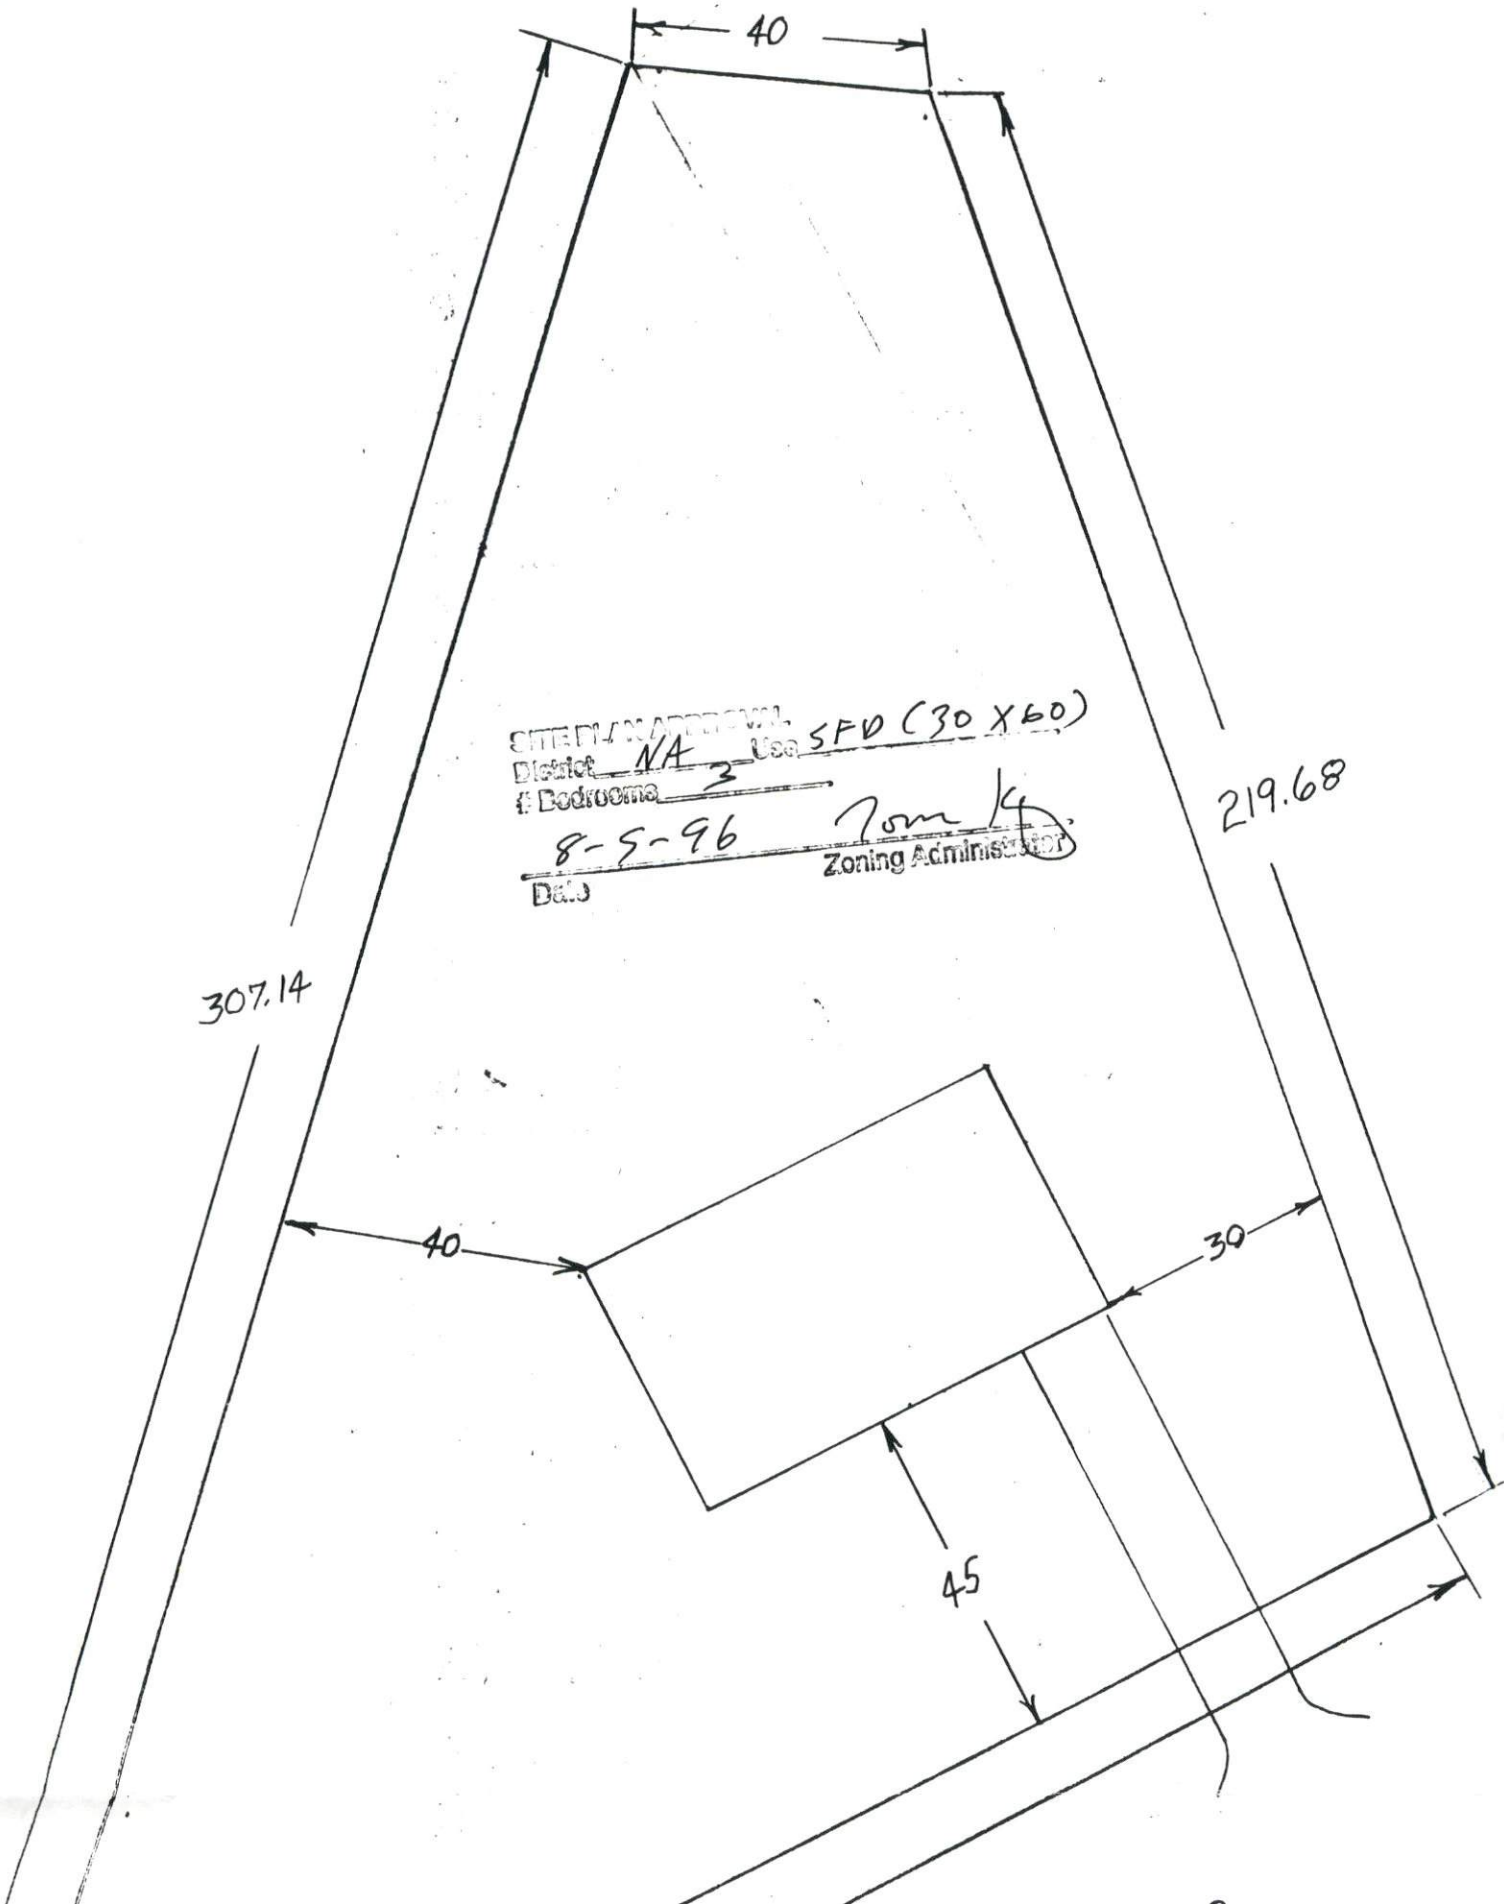 40
SITE PLAN APPROVAL
District NA Use SFD (30 X 60)
# Bedrooms 3
8-5-96
Date
Zoning Administrator
219.68
307.14
40
30
45